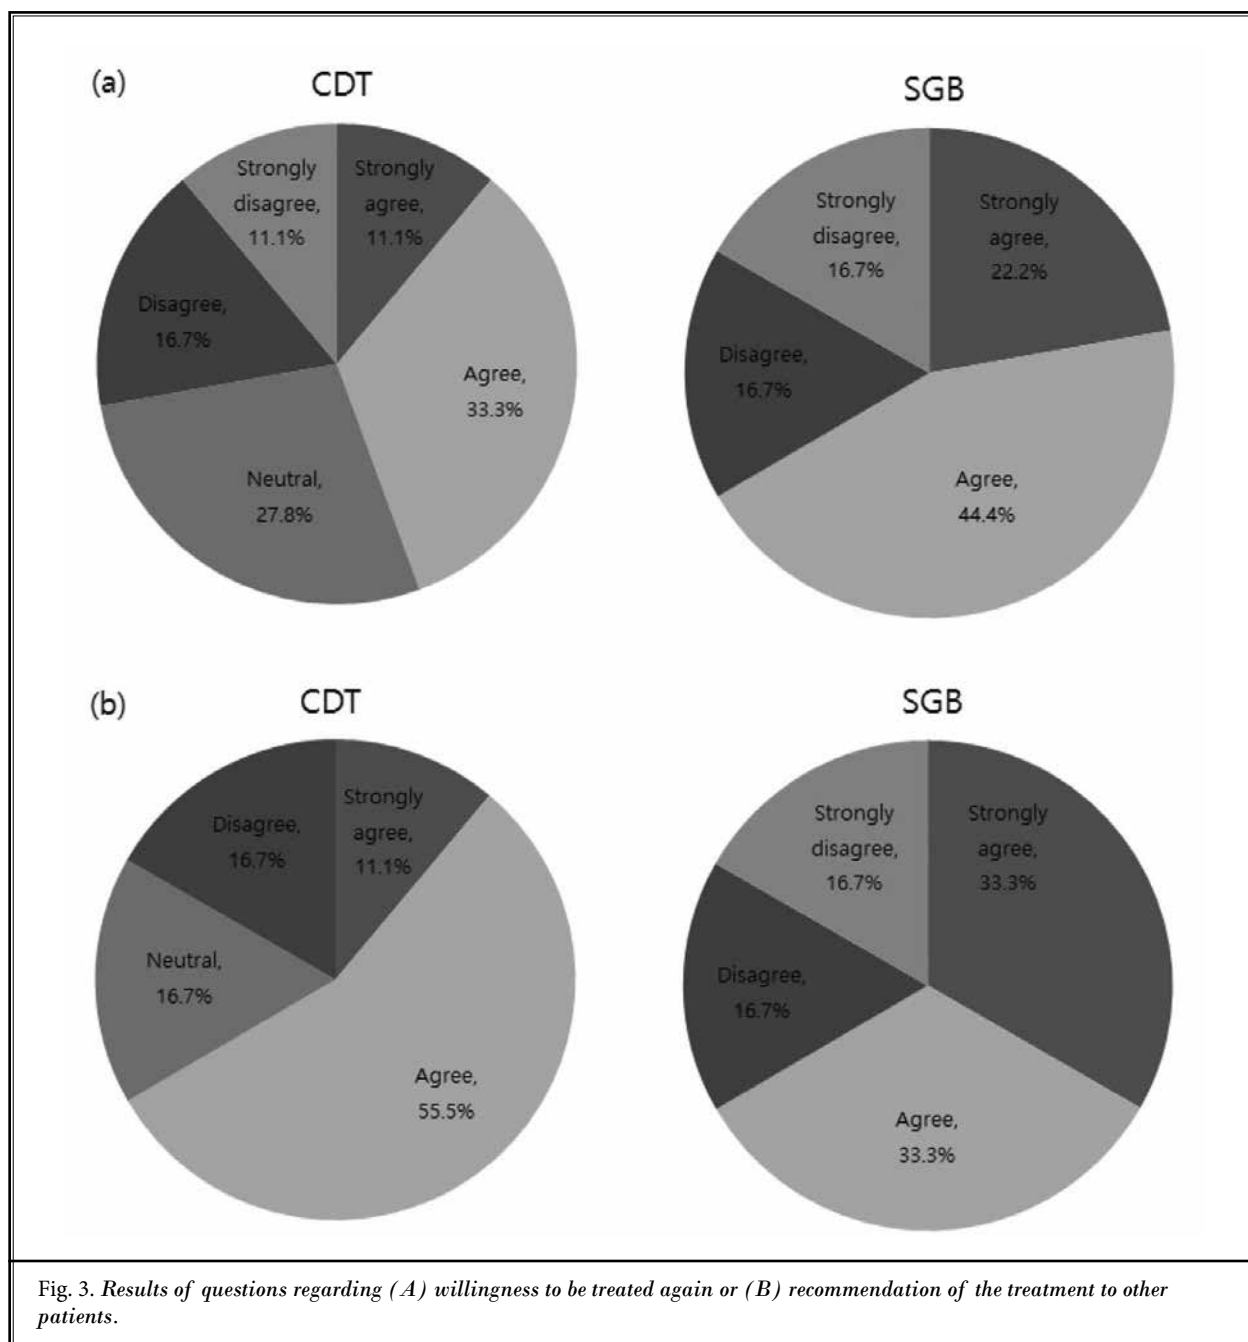 (a)
CDT
Strongly
disagree,
11.1%
Strongly
agree,
11.1%
Disagree,
16.7%
Agree,
33.3%
Neutral,
27.8%
SGB
Strongly
disagree,
16.7%
Strongly
agree,
22.2%
Disagree,
16.7%
Agree,
44.4%
(b)
CDT
Disagree,
16.7%
Strongly
agree,
11.1%
Neutral,
16.7%
Agree,
55.5%
SGB
Strongly
disagree,
16.7%
Strongly
agree,
33.3%
Disagree,
16.7%
Agree,
33.3%
Fig. 3. Results of questions regarding (A) willingness to be treated again or (B) recommendation of the treatment to other
patients.